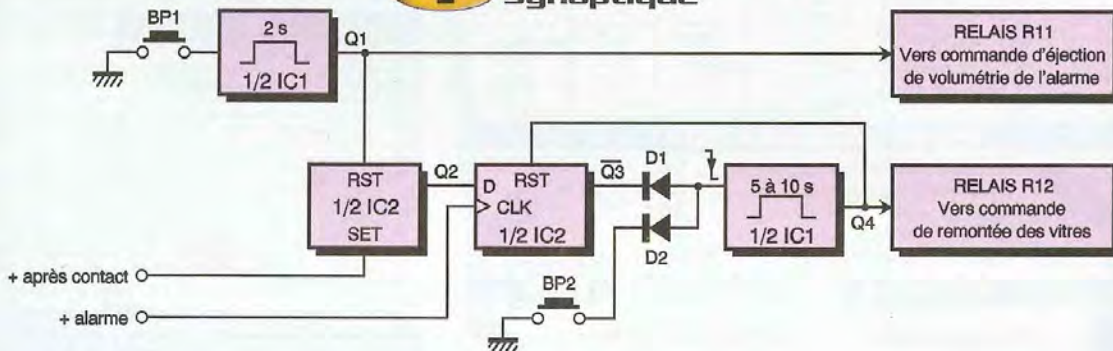 synoptique
BP1
2 s
1/2 IC1
Q1
RELAIS R11
Vers commande d'éjection
de volumétrie de l'alarme
RST
1/2 IC2
SET
Q2
D
RST
CLK
1/2 IC2
Q3
D1
D2
5 à 10 s
1/2 IC1
Q4
RELAIS R12
Vers commande
de remontée des vitres
+ après contact
+ alarme
BP2